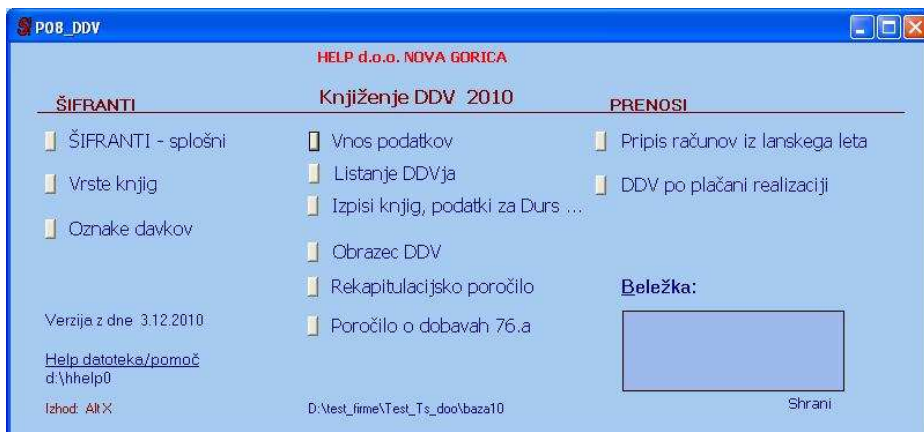 P08_DDV
HELP d.o.o. NOVA GORICA
ŠIFRANTI
Knjiženje DDV 2010
PRENOSI
ŠIFRANTI - splošni
Vrste knjig
Oznake davkov
Vnos podatkov
Listanje DDVja
Izpisi knjig, podatki za Durs ...
Obrazec DDV
Rekapitulacijsko poročilo
Poročilo o dobavah 76.a
Pripis računov iz lanskega leta
DDV po plačani realizaciji
Beležka:
Shrani
Verzija z dne 3.12.2010
Help datoteka/pomoč
d:\hhelp0
Izhod: Alt X
D:\test_firme\Test_Ts_doo\baza10